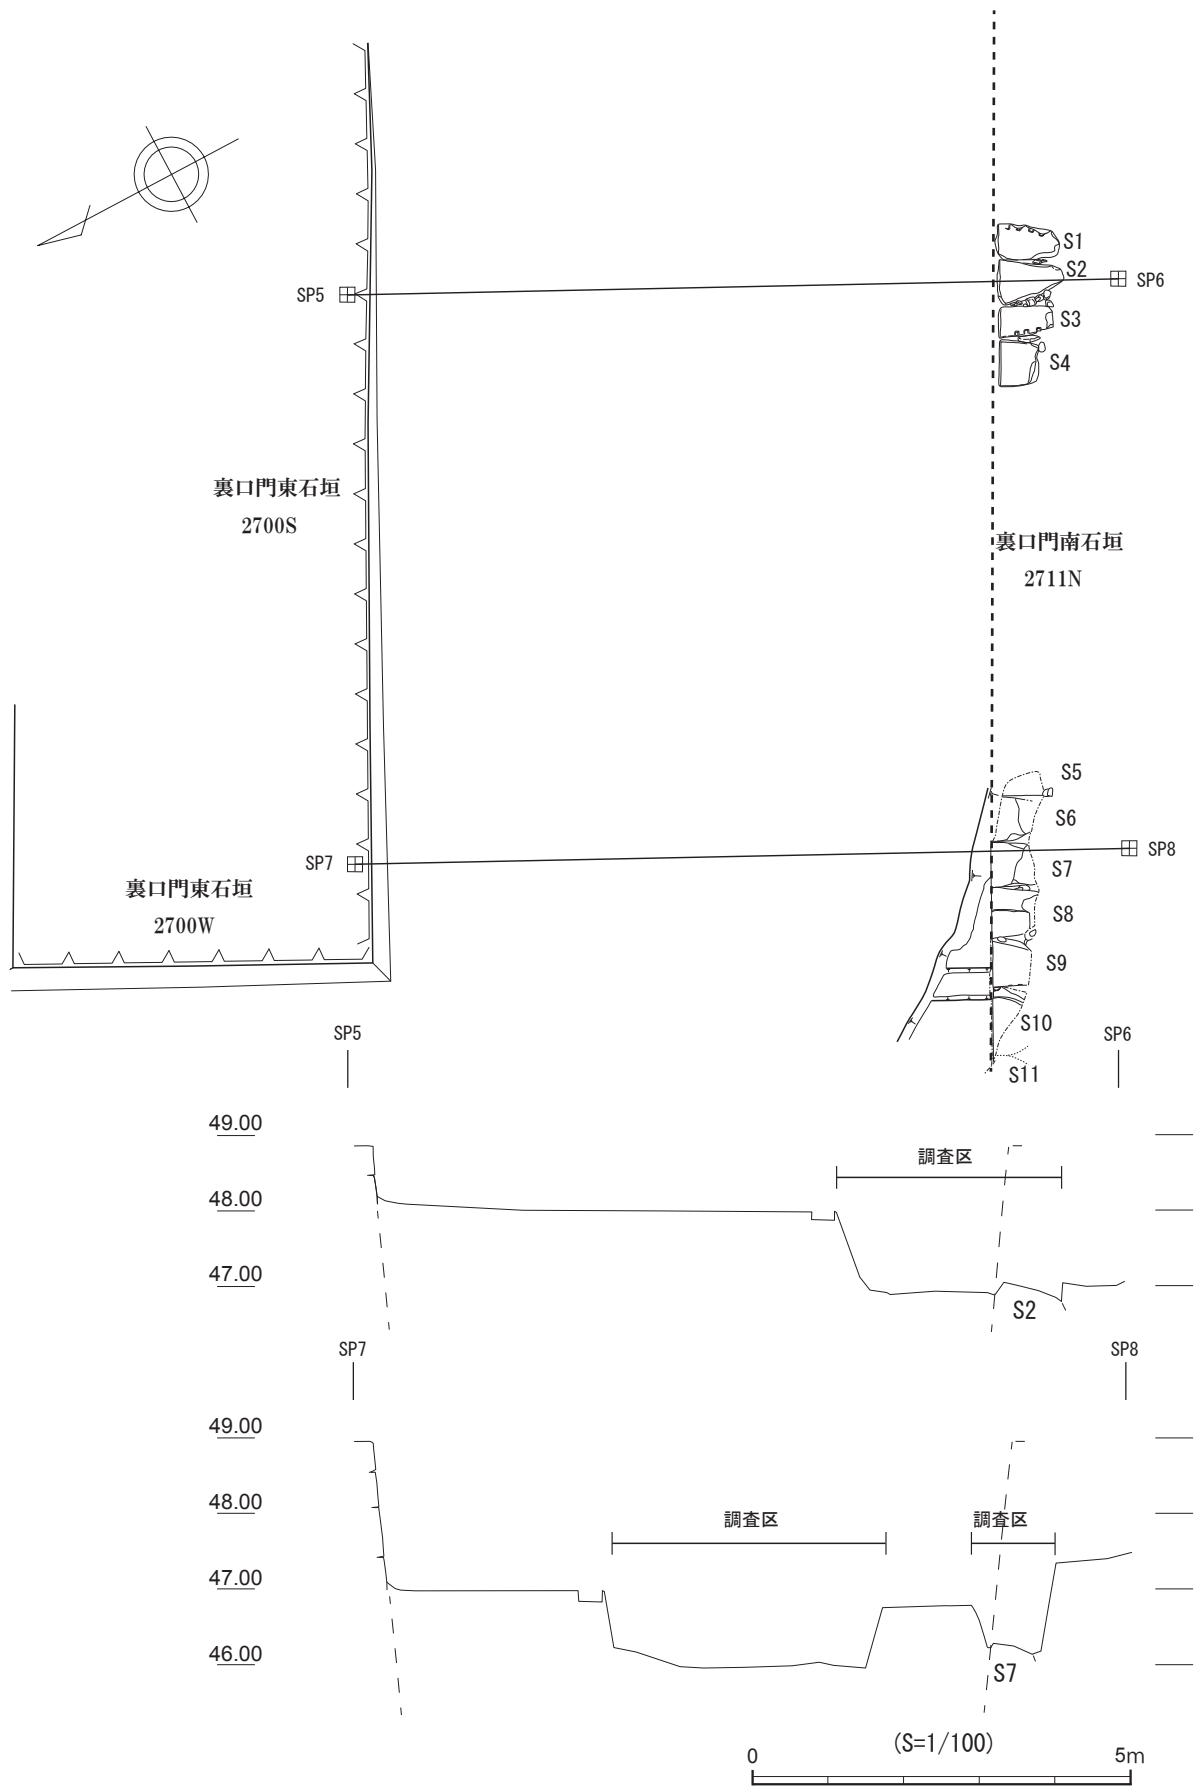 S1
S2
SP5
SP6
S3
S4
裏口門東石垣
2700S
裏口門南石垣
2711N
S5
S6
SP7
SP8
S7
裏口門東石垣
2700W
S8
S9
S10
S11
SP5
SP6
49.00
調査区
48.00
47.00
S2
SP7
SP8
49.00
48.00
調査区
調査区
47.00
46.00
S7
(S=1/100)
0
5m